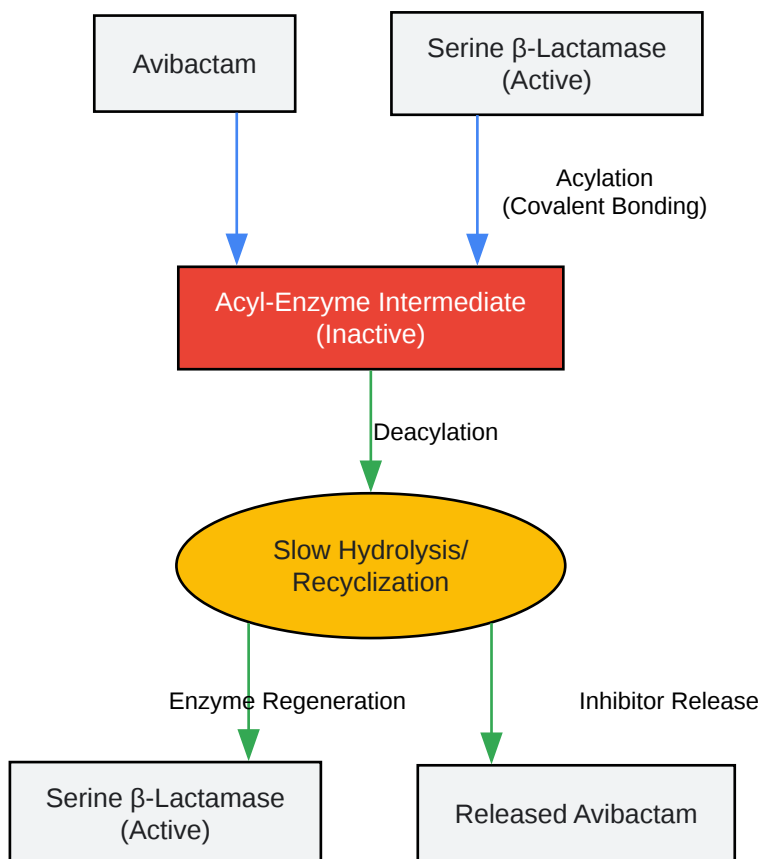 Avibactam
Serine β-Lactamase
(Active)
Acylation
(Covalent Bonding)
Acyl-Enzyme Intermediate
(Inactive)
Deacylation
Slow Hydrolysis/
Recyclization
Enzyme Regeneration
Inhibitor Release
Serine β-Lactamase
(Active)
Released Avibactam